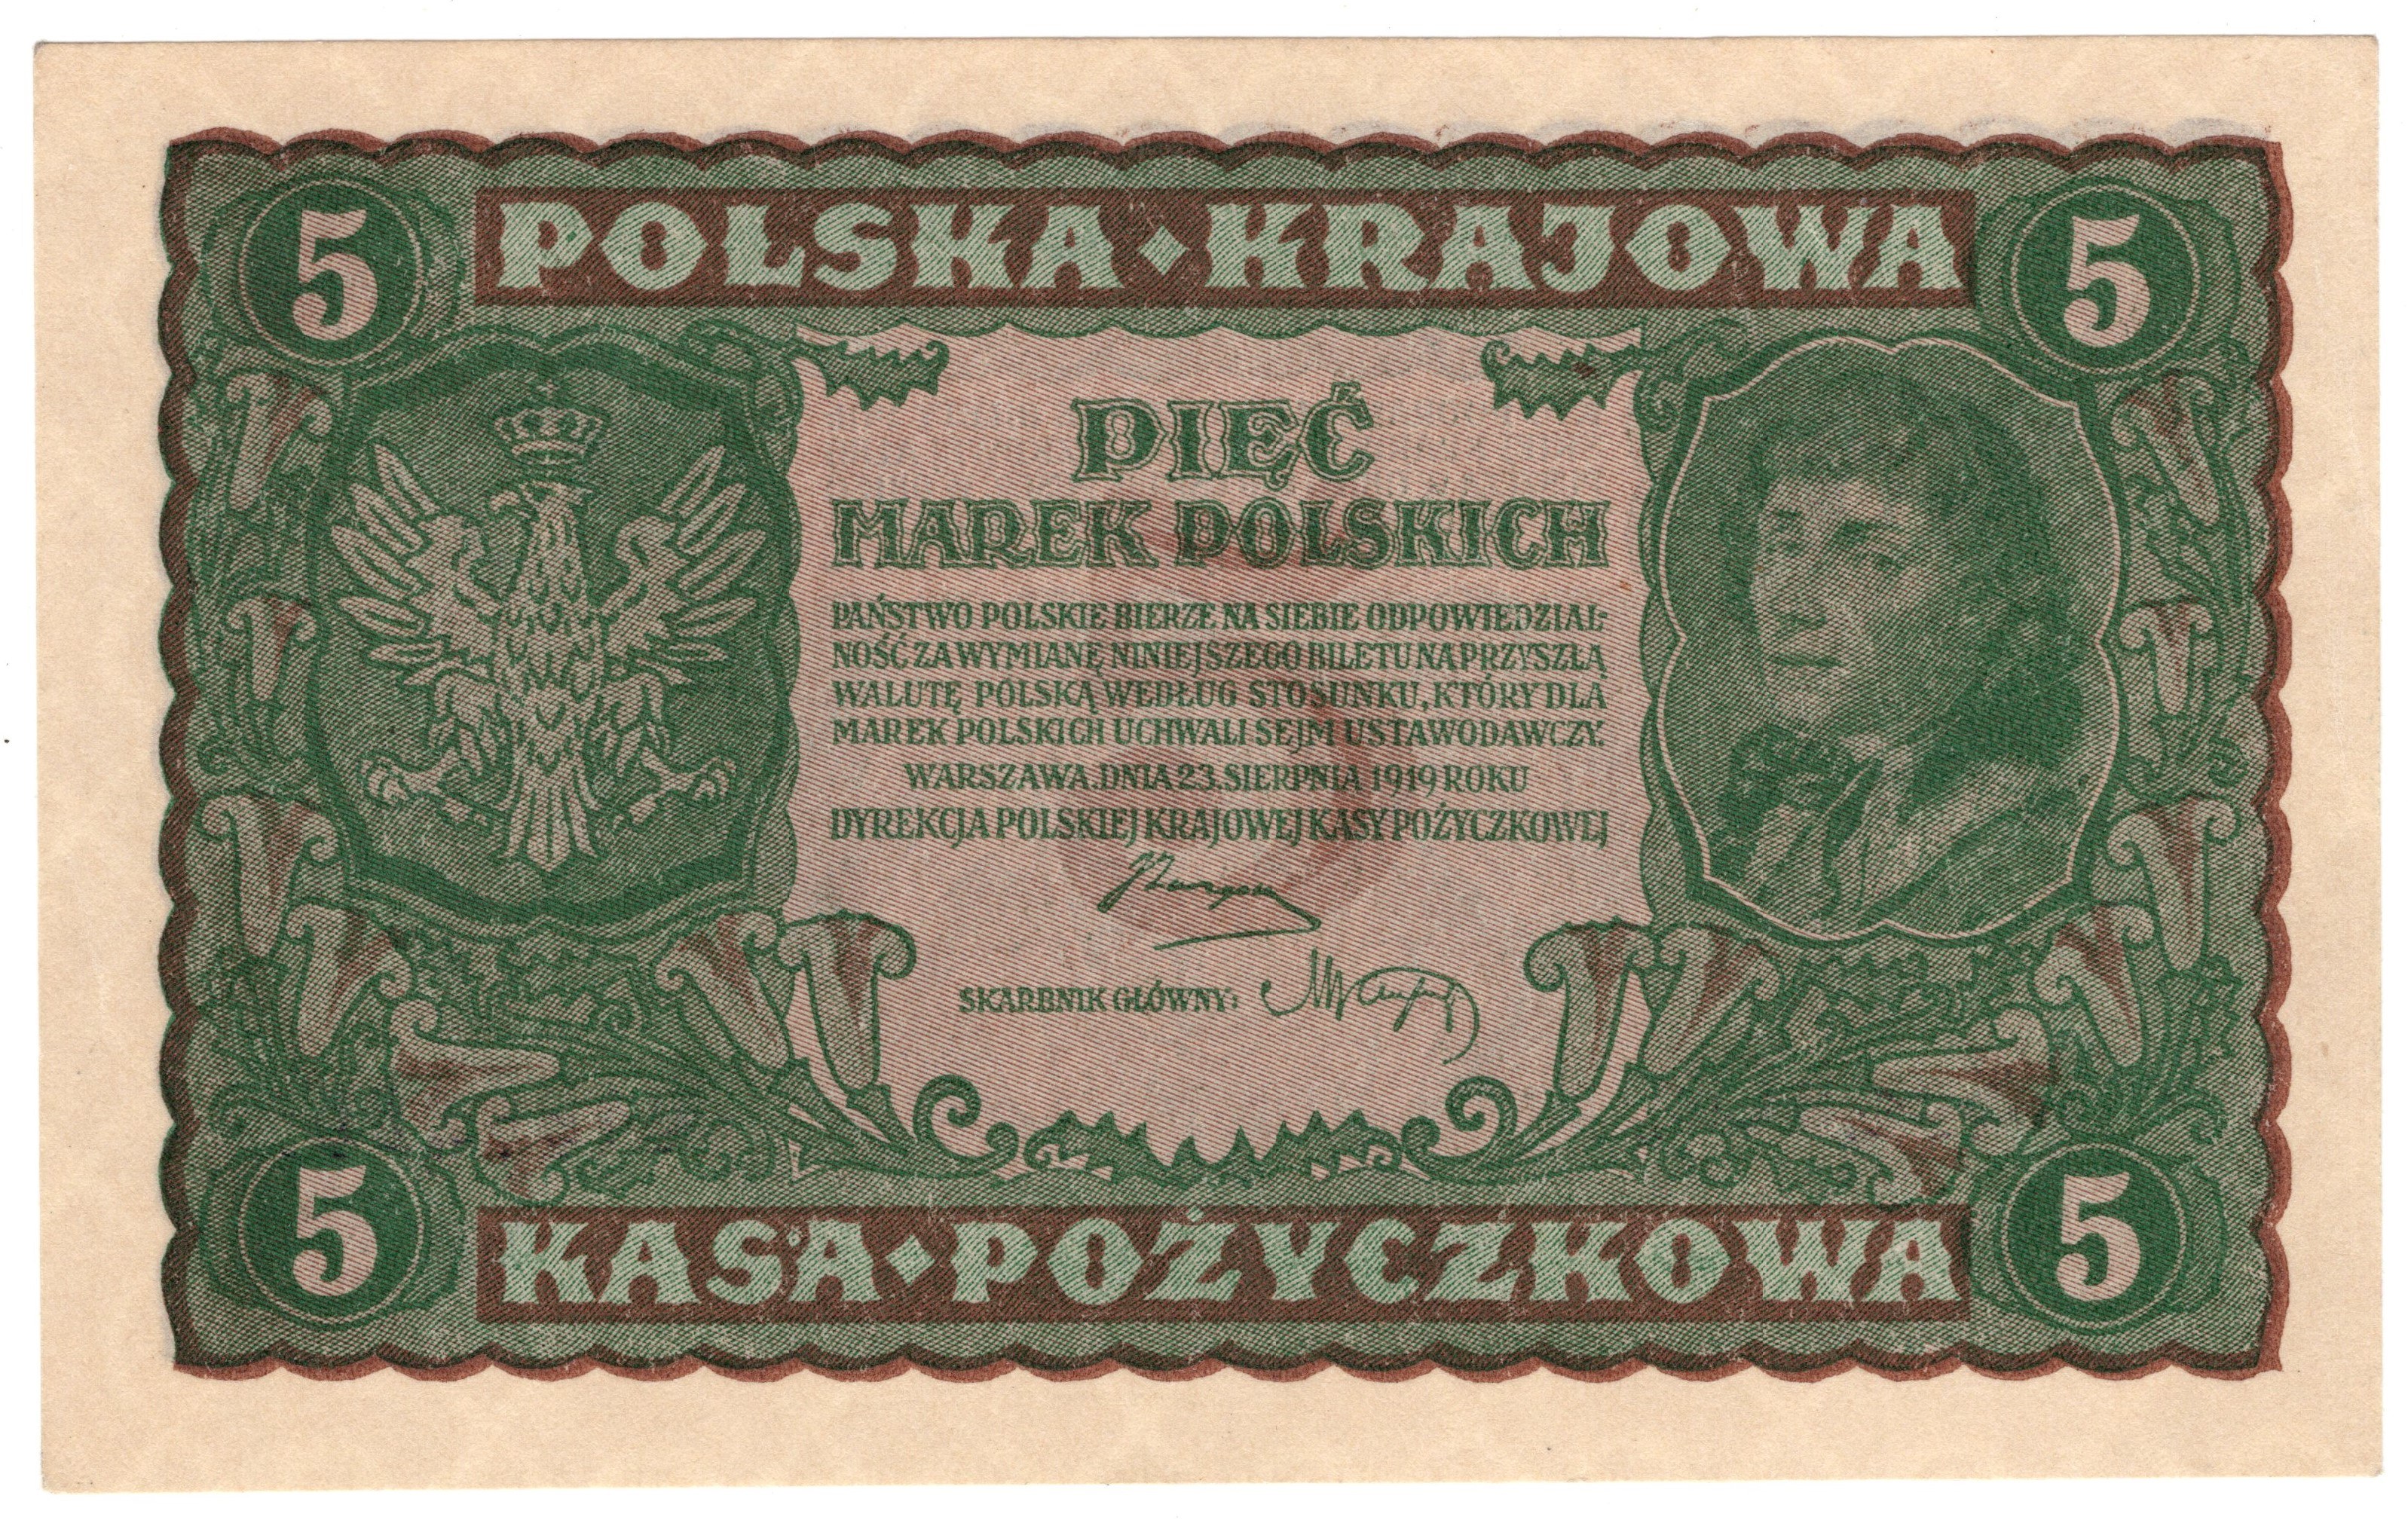 5 POLSKA • KRAJOWA 5
PIĘĆ
MAREK POLSKICH
PAŃSTWO POLSKIE BIERZE NA SIEBIE ODPOWIEDZIAL-
NOŚĆ ZA WYMIANĘ NINIEJSZEGO BILETU NA PRZYSZŁĄ
WALUTĘ POLSKĄ WEDŁUG STOSUNKU, KTÓRY DLA
MAREK POLSKICH UCHWALI SEJM USTAWODAWCZY.
WARSZAWA. DNIA 23. SIERPNIA 1919 ROKU
DYREKCJA POLSKIEJ KRAJOWEJ KASY POŻYCZKOWEJ
SKARBNIK GŁÓWNY:
5 KASA • POŻYCZKOWA 5